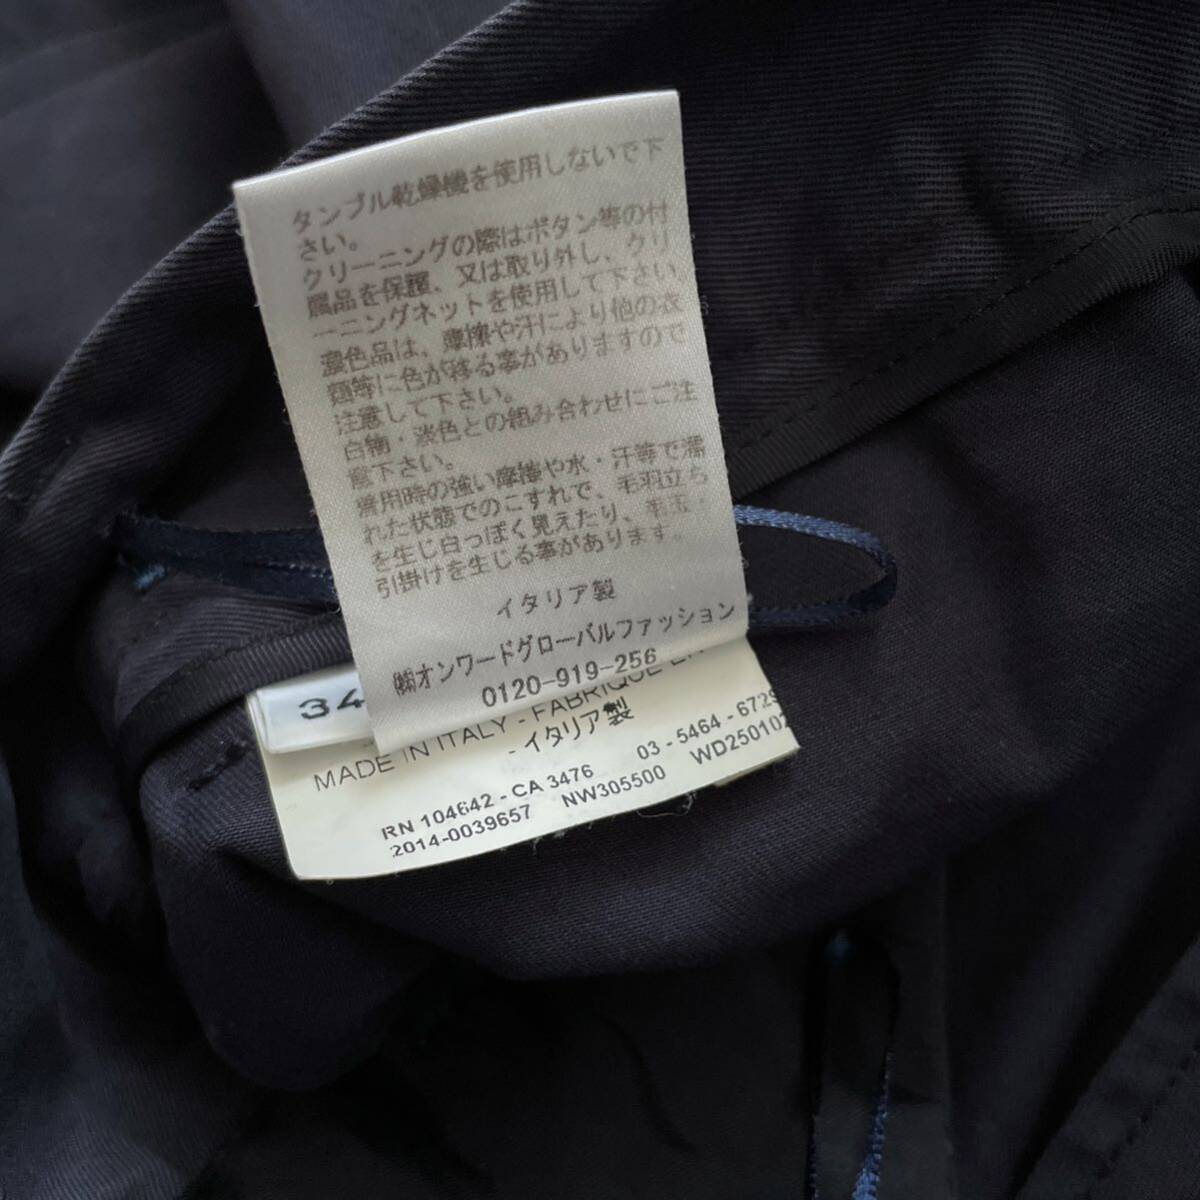 タンブル乾燥機を使用しないで下
さい。
クリーニングの際はボタン等の付
属品を保護、又は取り外し、クリ
ーニングネットを使用して下さい
濃色品は、摩擦や汗により他の衣
類等に色が移る事がありますので
注意して下さい。
白物・淡色との組み合わせにご注
意下さい。
着用時の強い摩擦や水・汗等で濡
れた状態でのこすれで、毛羽立ち
を生じ白っぽく見えたり、毛玉・
引掛けを生じる事があります。
イタリア製
㈱オンワードグローバルファッション
0120-919-256
34
MADE IN ITALY - FABRIQUE EN
- イタリア製
RN 104642 - CA 3476 03 - 5464 - 6729
2014-0039657 NW305500 WD250102